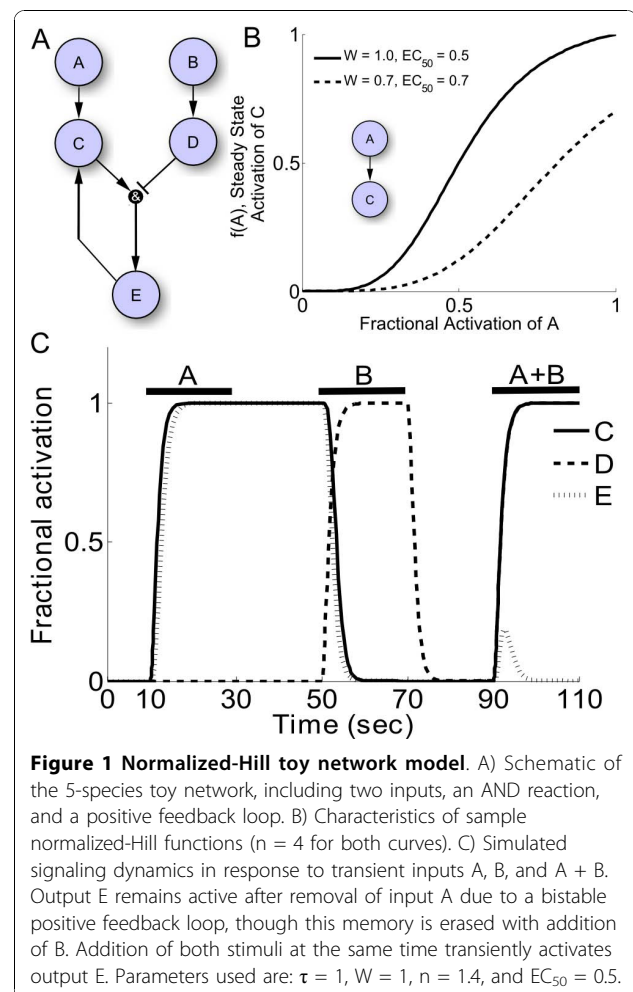 A
A
B
C
D
&
E
B
f(A), Steady State
Activation of C
1
0.5
0
W = 1.0, EC50 = 0.5
W = 0.7, EC50 = 0.7
A
C
0
0.5
1
Fractional Activation of A
C
Fractional activation
1
0.5
0
A
B
A+B
C
D
E
0 10 30 50 70 90 110
Time (sec)
Figure 1 Normalized-Hill toy network model. A) Schematic of
the 5-species toy network, including two inputs, an AND reaction,
and a positive feedback loop. B) Characteristics of sample
normalized-Hill functions (n = 4 for both curves). C) Simulated
signaling dynamics in response to transient inputs A, B, and A + B.
Output E remains active after removal of input A due to a bistable
positive feedback loop, though this memory is erased with addition
of B. Addition of both stimuli at the same time transiently activates
output E. Parameters used are: τ = 1, W = 1, n = 1.4, and EC50 = 0.5.